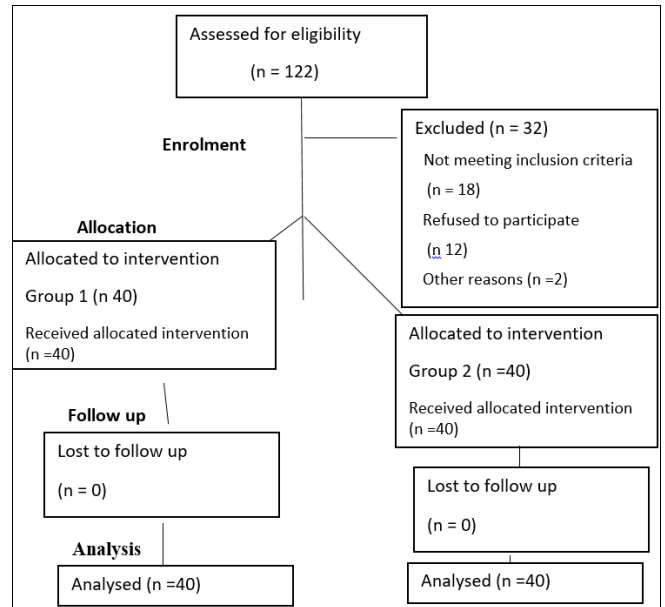 Assessed for eligibility
(n = 122)
Enrolment
Excluded (n = 32)
Not meeting inclusion criteria
(n = 18)
Refused to participate
(n 12)
Other reasons (n =2)
Allocation
Allocated to intervention
Group 1 (n 40)
Received allocated intervention
(n =40)
Allocated to intervention
Group 2 (n =40)
Received allocated intervention
(n =40)
Follow up
Lost to follow up
(n = 0)
Lost to follow up
(n = 0)
Analysis
Analysed (n =40)
Analysed (n =40)